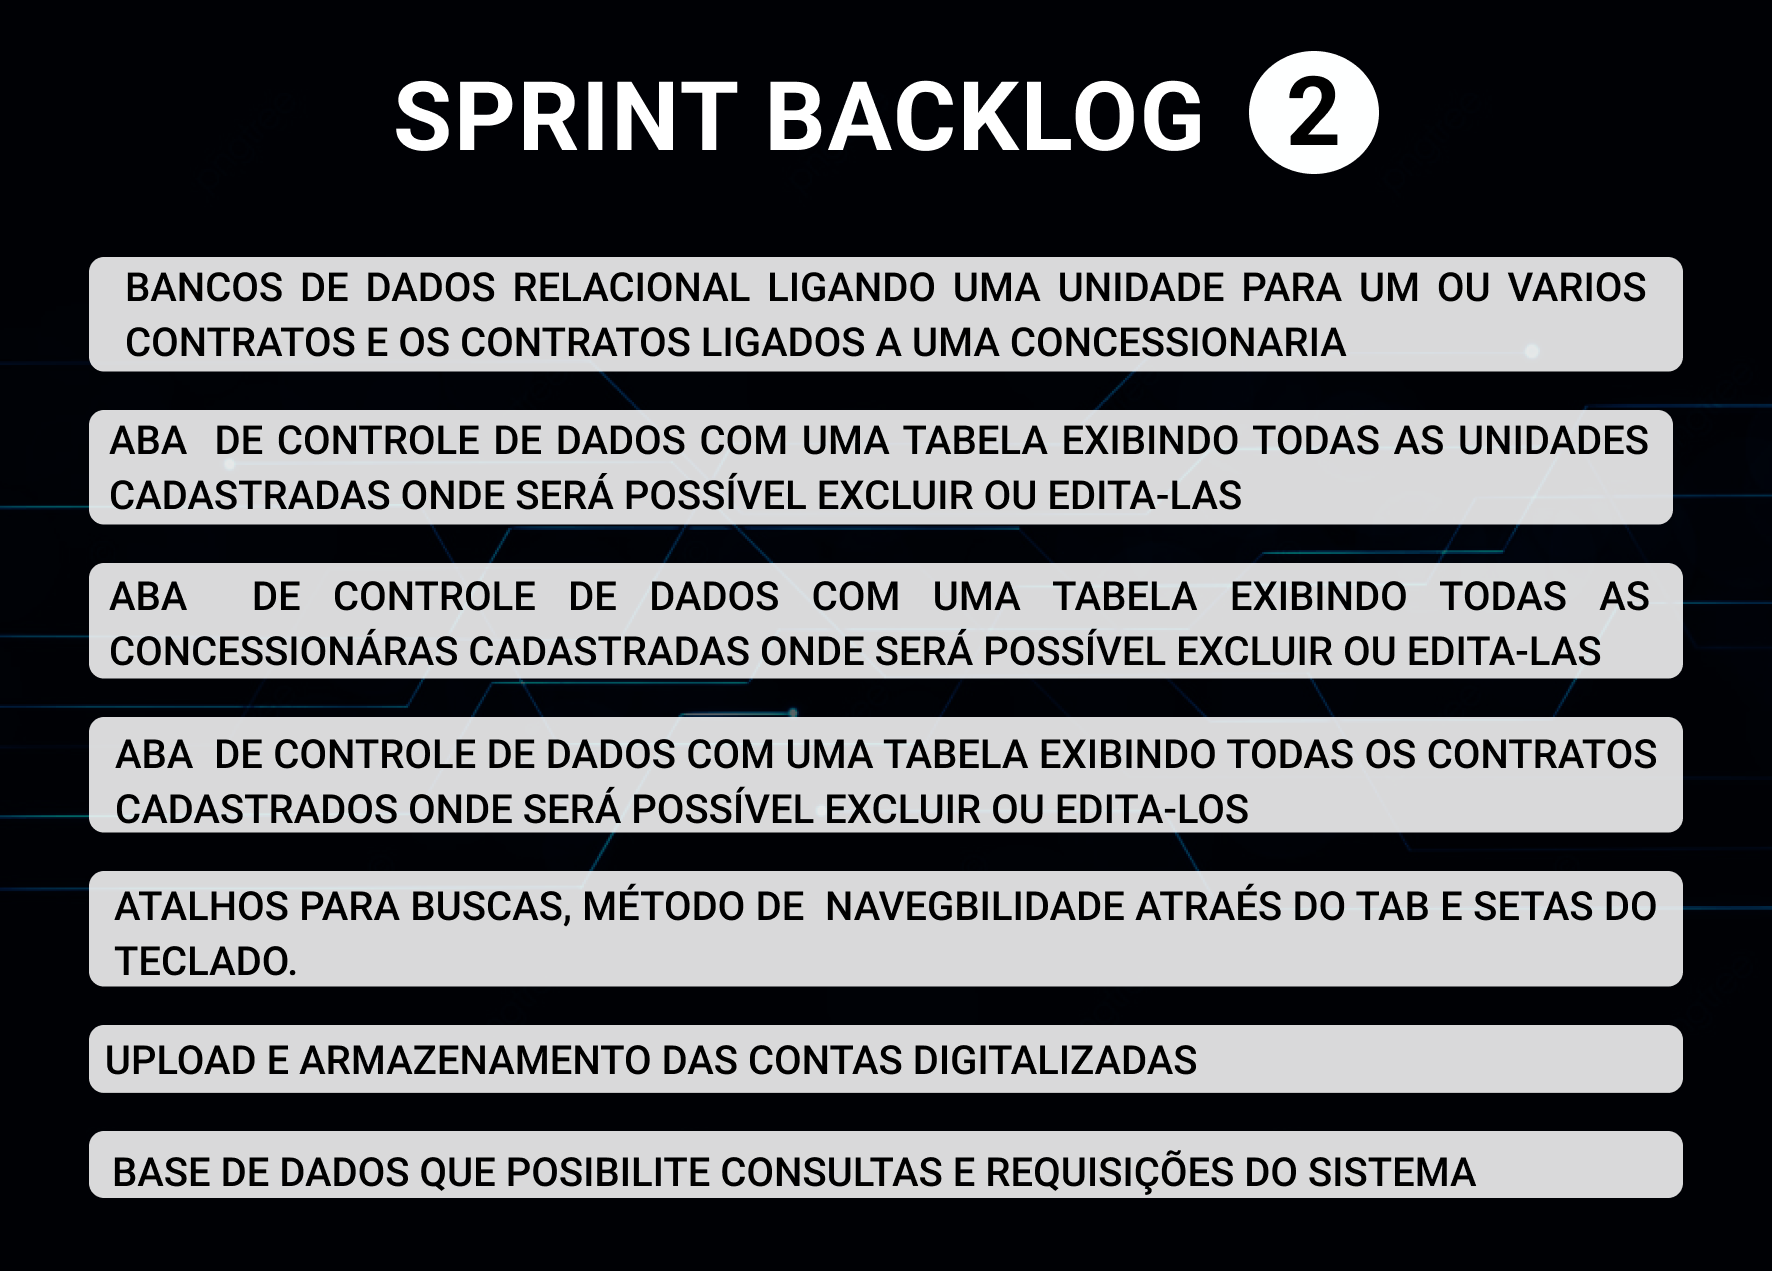 SPRINT BACKLOG 2
BANCOS DE DADOS RELACIONAL LIGANDO UMA UNIDADE PARA UM OU VARIOS
CONTRATOS E OS CONTRATOS LIGADOS A UMA CONCESSIONARIA
ABA DE CONTROLE DE DADOS COM UMA TABELA EXIBINDO TODAS AS UNIDADES
CADASTRADAS ONDE SERÁ POSSÍVEL EXCLUIR OU EDITA-LAS
ABA DE CONTROLE DE DADOS COM UMA TABELA EXIBINDO TODAS AS
CONCESSIONÁRAS CADASTRADAS ONDE SERÁ POSSÍVEL EXCLUIR OU EDITA-LAS
ABA DE CONTROLE DE DADOS COM UMA TABELA EXIBINDO TODAS OS CONTRATOS
CADASTRADOS ONDE SERÁ POSSÍVEL EXCLUIR OU EDITA-LOS
ATALHOS PARA BUSCAS, MÉTODO DE NAVEGBILIDADE ATRAÉS DO TAB E SETAS DO
TECLADO.
UPLOAD E ARMAZENAMENTO DAS CONTAS DIGITALIZADAS
BASE DE DADOS QUE POSIBILITE CONSULTAS E REQUISIÇÕES DO SISTEMA